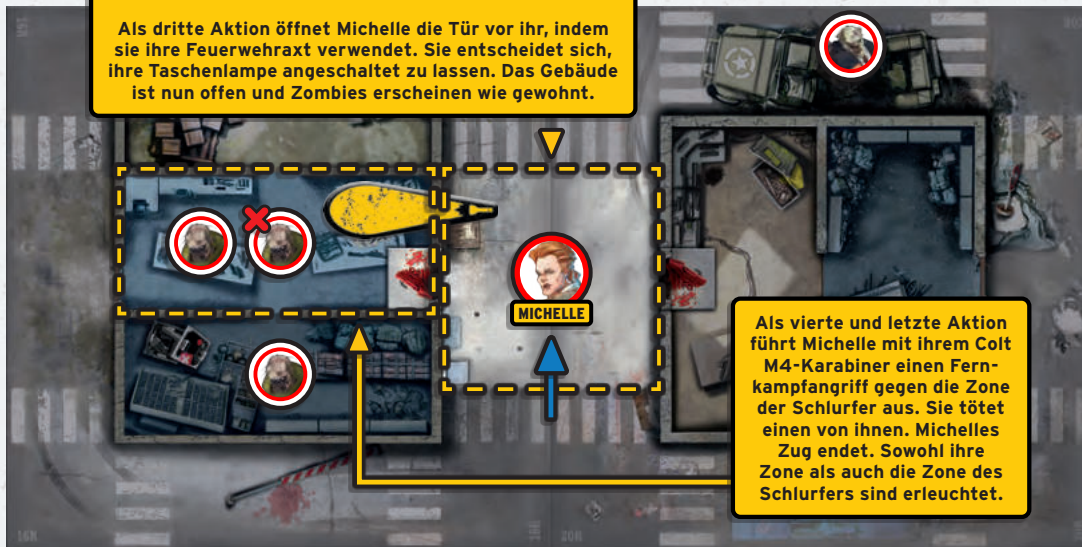 Als dritte Aktion öffnet Michelle die Tür vor ihr, indem
sie ihre Feuerwehraxt verwendet. Sie entscheidet sich,
ihre Taschenlampe angeschaltet zu lassen. Das Gebäude
ist nun offen und Zombies erscheinen wie gewohnt.
MICHELLE
Als vierte und letzte Aktion
führt Michelle mit ihrem Colt
M4-Karabiner einen Fern-
kampfangriff gegen die Zone
der Schlurfer aus. Sie tötet
einen von ihnen. Michelles
Zug endet. Sowohl ihre
Zone als auch die Zone des
Schlurfers sind erleuchtet.
16R
20R